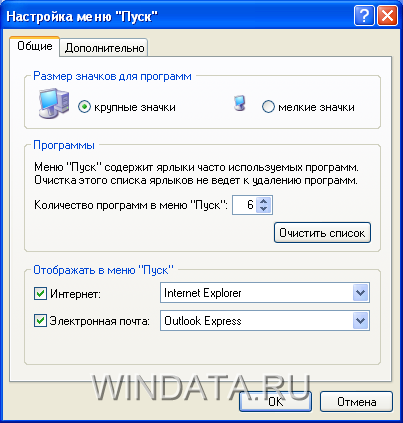 Настройка меню "Пуск"
Общие
Дополнительно
Размер значков для программ
крупные значки
мелкие значки
Программы
Меню "Пуск" содержит ярлыки часто используемых программ.
Очистка этого списка ярлыков не ведет к удалению программ.
Количество программ в меню "Пуск": 6
Очистить список
Отображать в меню "Пуск"
Интернет: Internet Explorer
Электронная почта: Outlook Express
WINDATA.RU
OK
Отмена